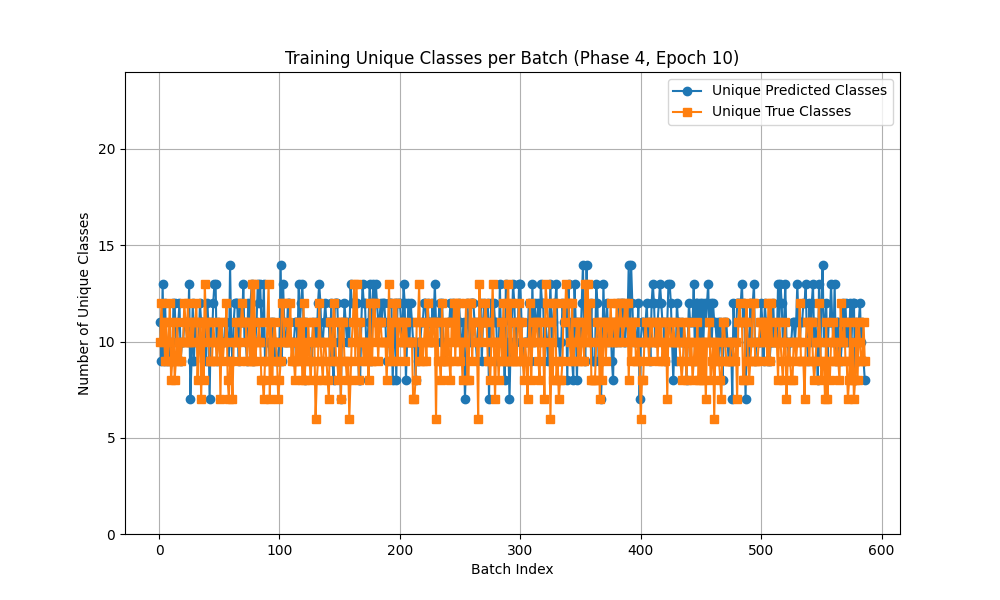 Training Unique Classes per Batch (Phase 4, Epoch 10)
Unique Predicted Classes
Unique True Classes
Number of Unique Classes
20
15
10
5
0
0 100 200 300 400 500 600
Batch Index